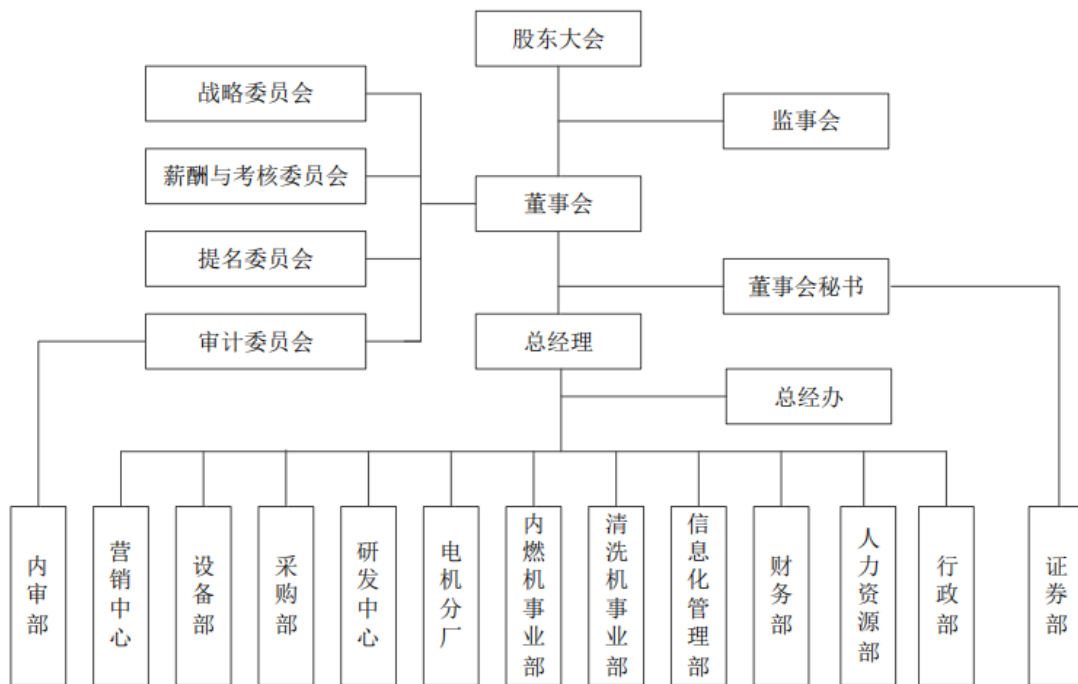 股东大会
战略委员会
监事会
薪酬与考核委员会
董事会
提名委员会
董事会秘书
审计委员会
总经理
总经办
内审部
营销中心
设备部
采购部
研发中心
电机分厂
内燃机事业部
清洗机事业部
信息化管理部
财务部
人力资源部
行政部
证券部